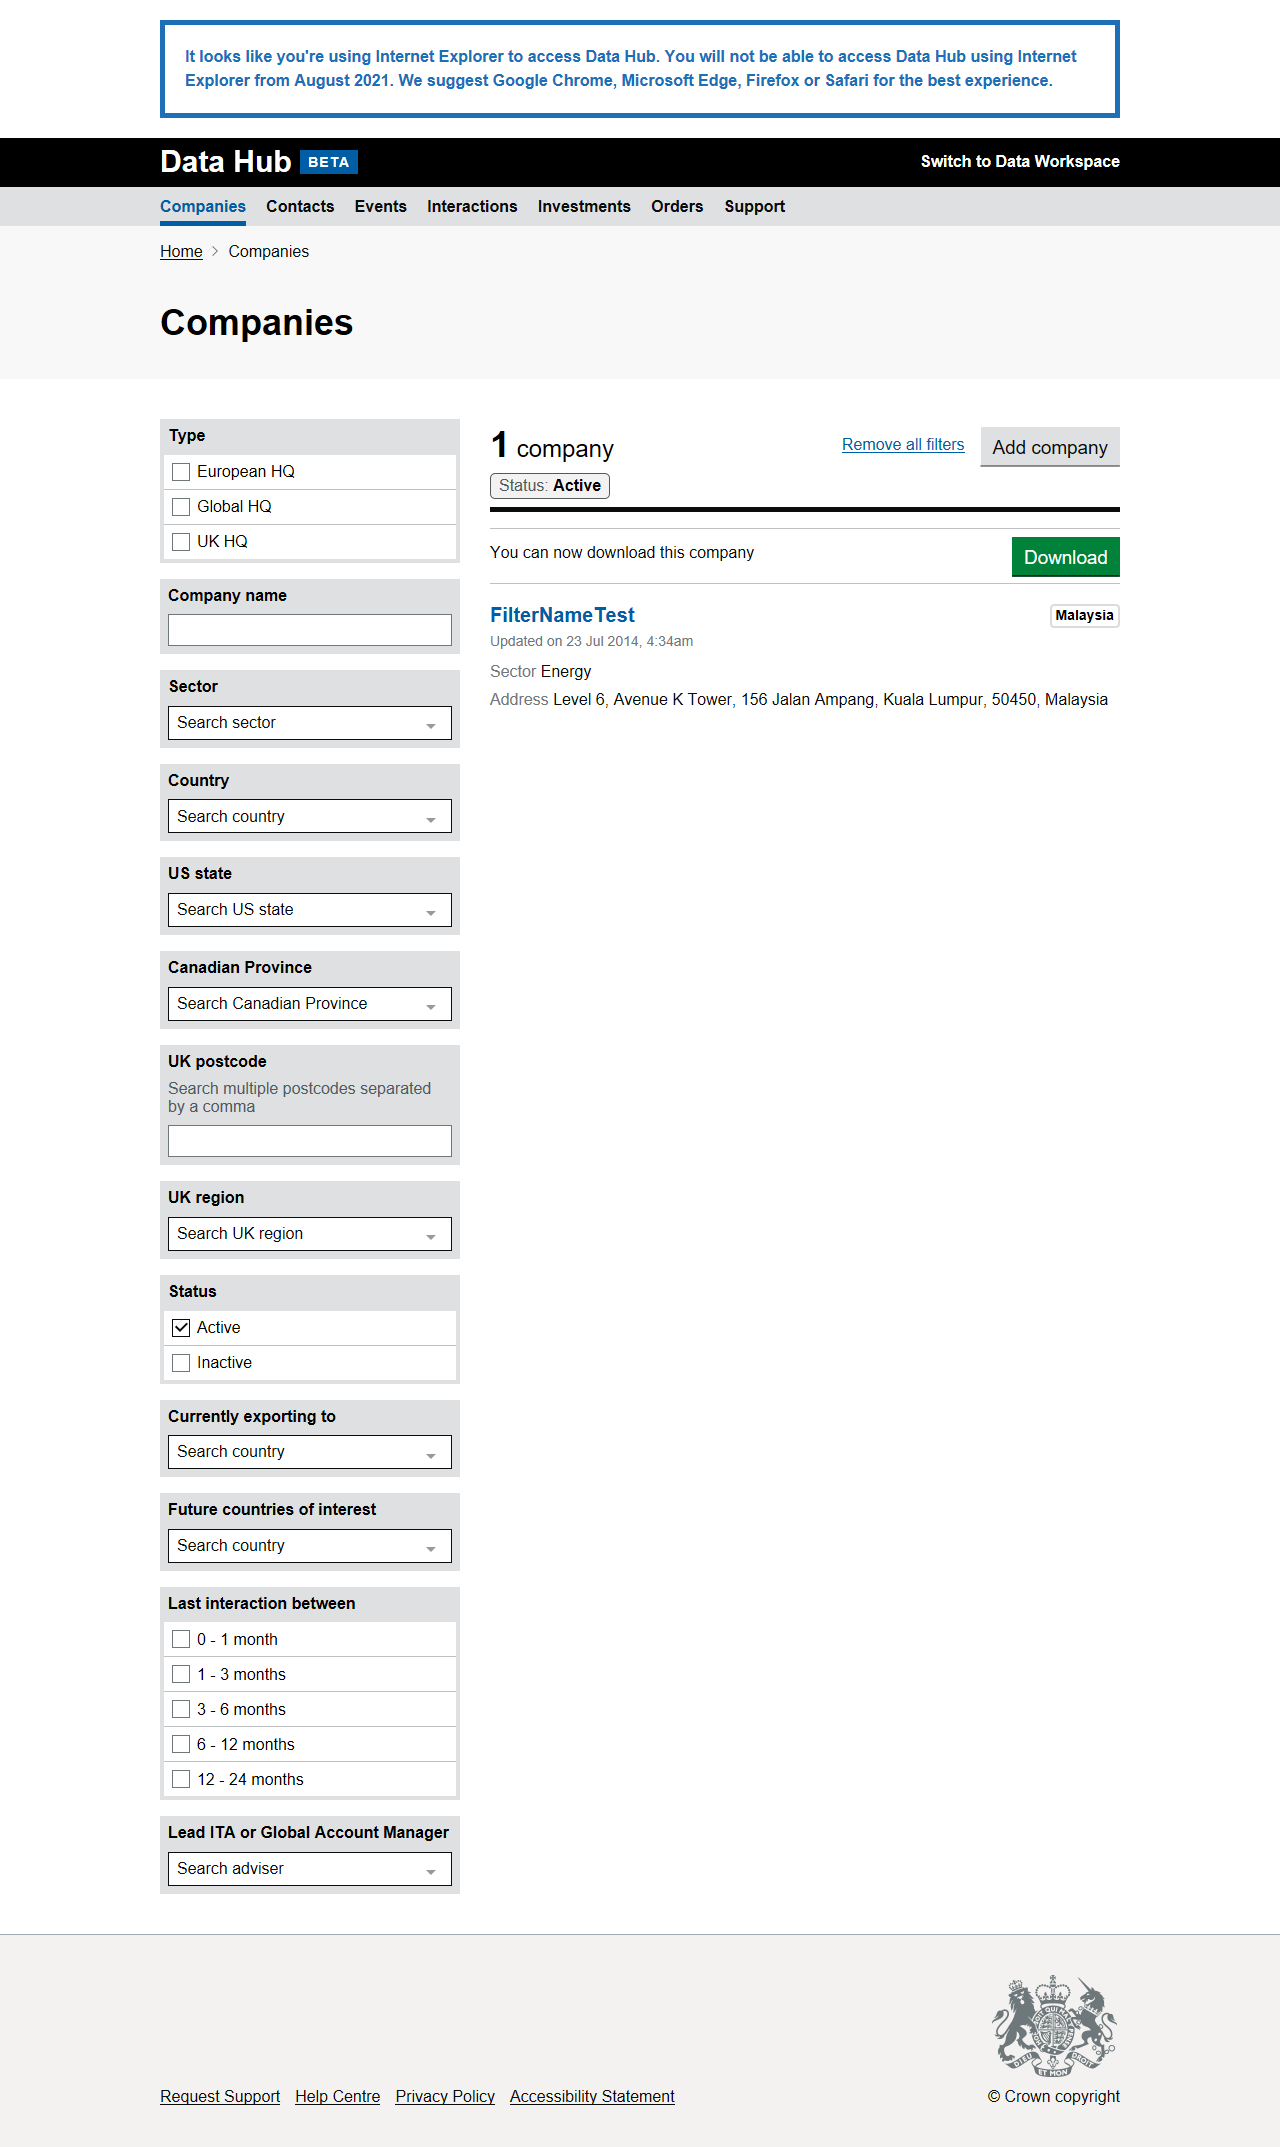 It looks like you're using Internet Explorer to access Data Hub. You will not be able to access Data Hub using Internet
Explorer from August 2021. We suggest Google Chrome, Microsoft Edge, Firefox or Safari for the best experience.
Data Hub BETA Switch to Data Workspace
Companies Contacts Events Interactions Investments Orders Support
Home Companies
Companies
Type
European HQ
Global HQ
UK HQ
Company name
Sector
Search sector
Country
Search country
US state
Search US state
Canadian Province
Search Canadian Province
UK postcode
Search multiple postcodes separated
by a comma
UK region
Search UK region
Status
Active
Inactive
Currently exporting to
Search country
Future countries of interest
Search country
Last interaction between
0 - 1 month
1 - 3 months
3 - 6 months
6 - 12 months
12 - 24 months
Lead ITA or Global Account Manager
Search adviser
1 company Remove all filters Add company
Status: Active
You can now download this company Download
FilterNameTest Malaysia
Updated on 23 Jul 2014, 4:34am
Sector Energy
Address Level 6, Avenue K Tower, 156 Jalan Ampang, Kuala Lumpur, 50450, Malaysia
DIEU ET MON DROIT
Request Support Help Centre Privacy Policy Accessibility Statement © Crown copyright